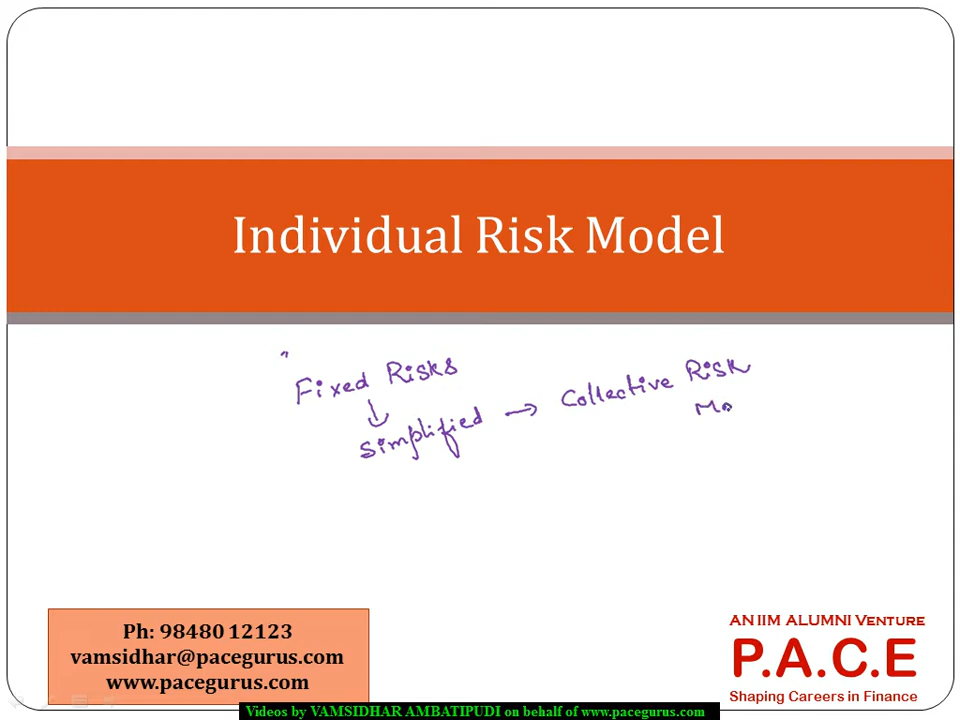 Individual Risk Model
Fixed Risks
Simplified → Collective Risk
Mo
Ph: 98480 12123
vamsidhar@pacegurus.com
www.pacegurus.com
AN IIM ALUMNI VENTURE
P.A.C.E
Shaping Careers in Finance
Videos by VAMSIDHAR AMBATIPUDI on behalf of www.pacegurus.com